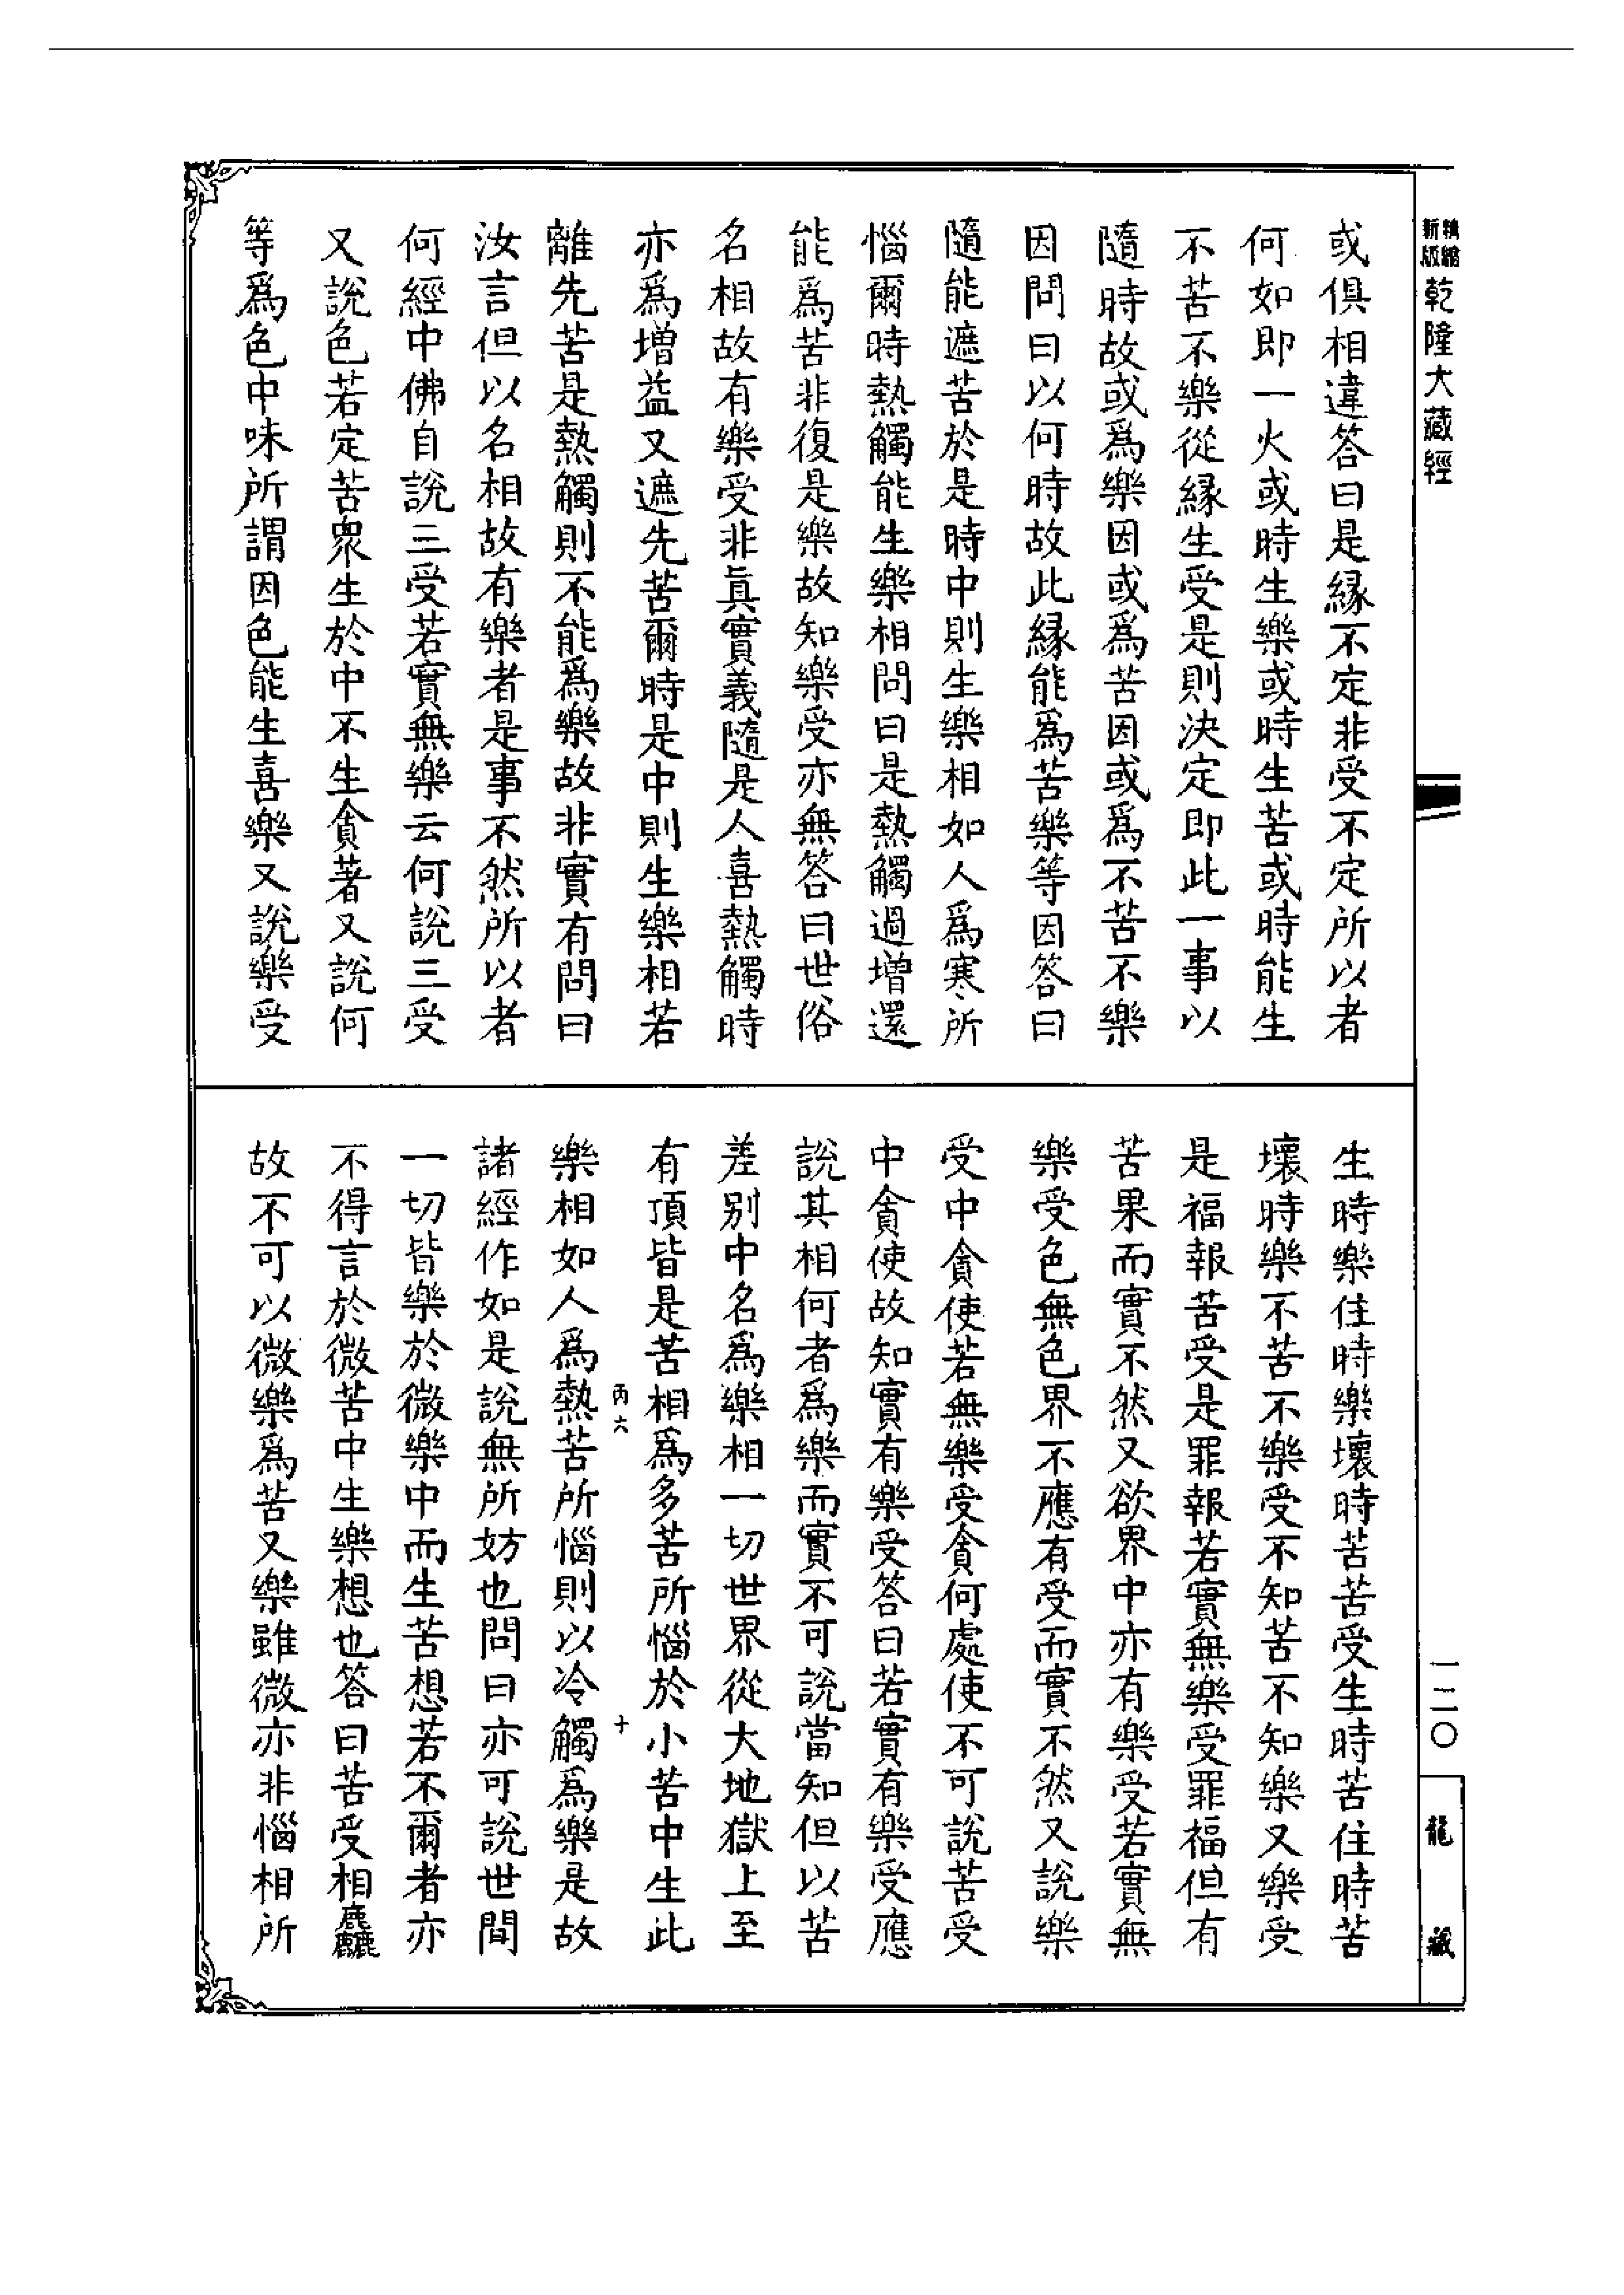 新編
縮版
乾隆大藏經
或俱相違答曰是緣不定非受不定所以者
何如即一火或時生樂或時生苦或時能生
不苦不樂從緣生受是則決定即此一事以
隨時故或爲樂因或爲苦因或爲不苦不樂
因問曰以何時故此緣能爲苦樂等因答曰
隨能遮苦於是時中則生樂相如人爲寒所
惱爾時熱觸能生樂相問曰是熱觸過增還
能爲苦非復是樂故知樂受亦無答曰世俗
名相故有樂受非眞實義隨是人喜熱觸時
亦爲增益又遮先苦爾時是中則生樂相若
離先苦是熱觸則不能爲樂故非實有問曰
汝言但以名相故有樂者是事不然所以者
何經中佛自說三受若實無樂云何說三受
又說色若定苦衆生於中不生貪著又說何
等爲色中味所謂因色能生喜樂又說樂受
生時樂住時樂壞時苦苦受生時苦住時苦
壞時樂不苦不樂受不知苦不知樂又樂受
是福報苦受是罪報若實無樂受罪福但有
苦果而實不然又欲界中亦有樂受若實無
樂受色無色界不應有受而實不然又說樂
受中貪使若無樂受貪何處使不可說苦受
中貪使故知實有樂受答曰若實有樂受應
說其相何者爲樂而實不可說當知但以苦
差別中名爲樂相一切世界從大地獄上至
有頂皆是苦相爲多苦所惱於小苦中生此
丙六
十
樂相如人爲熱苦所惱則以冷觸爲樂是故
諸經作如是說無所妨也問曰亦可說世間
一切皆樂於微樂中而生苦想若不爾者亦
不得言於微苦中生樂想也答曰苦受相麤
故不可以微樂爲苦又樂雖微亦非惱相所
一二〇
龍藏